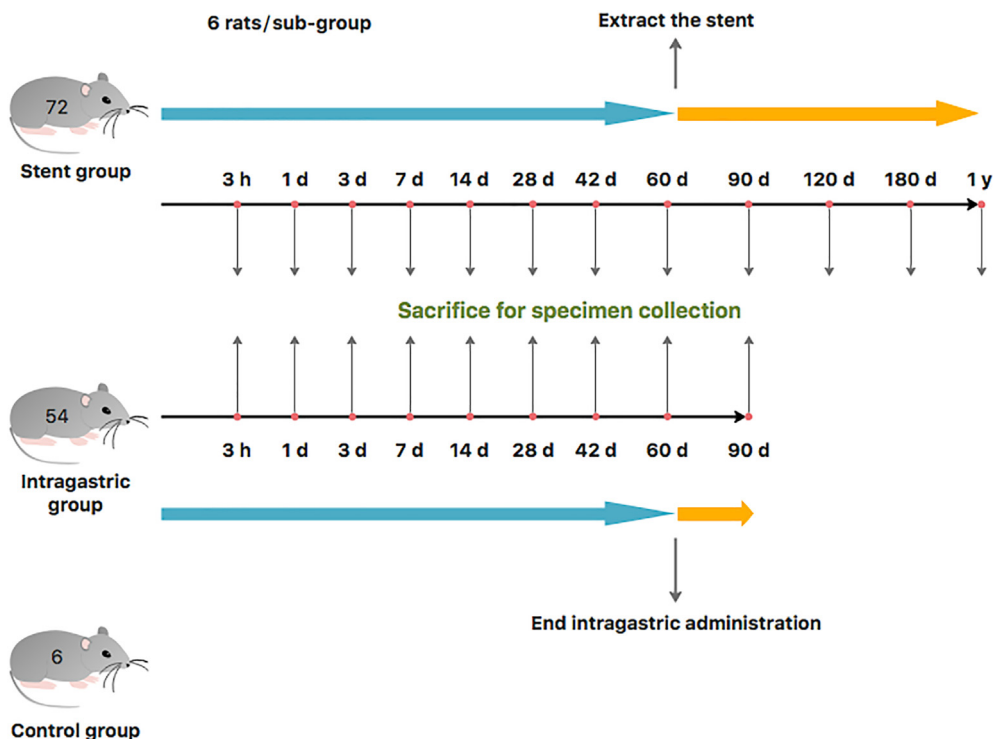 6 rats/sub-group
Extract the stent
72
Stent group
3 h 1 d 3 d 7 d 14 d 28 d 42 d 60 d 90 d 120 d 180 d 1 y
Sacrifice for specimen collection
54
3 h 1 d 3 d 7 d 14 d 28 d 42 d 60 d 90 d
Intragastric
group
End intragastric administration
6
Control group